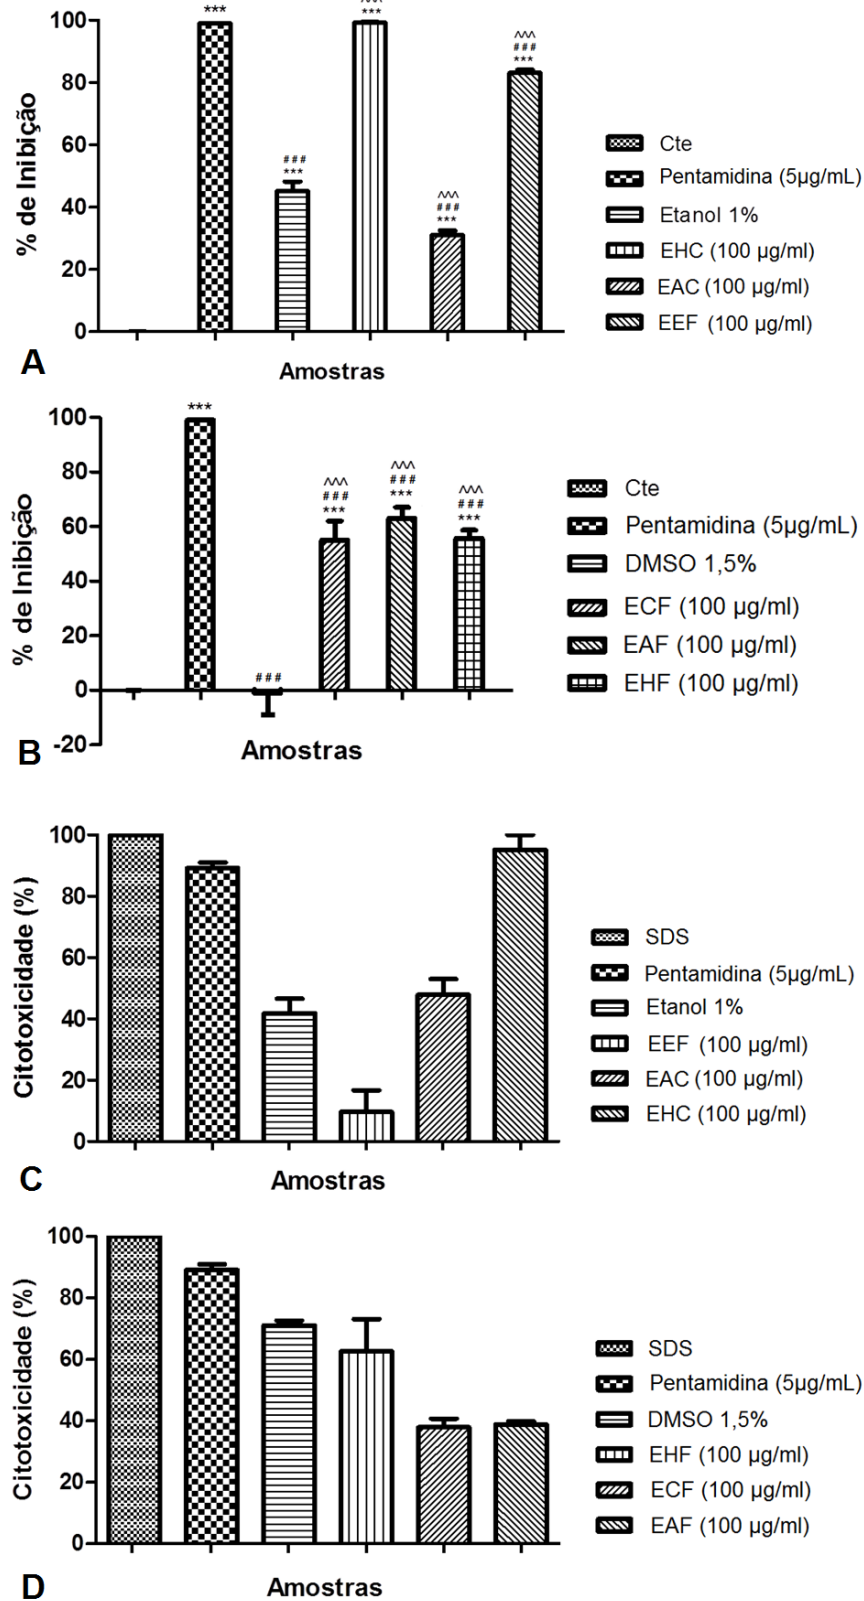 100
80
60
40
20
0
% de Inibição
***
###
***
^^^
***
^^^
###
***
^^^
###
***
Cte
Pentamidina (5µg/mL)
Etanol 1%
EHC (100 µg/ml)
EAC (100 µg/ml)
EEF (100 µg/ml)
A
Amostras
100
80
60
40
20
0
-20
% de Inibição
***
###
^^^
###
***
^^^
###
***
^^^
###
***
Cte
Pentamidina (5µg/mL)
DMSO 1,5%
ECF (100 µg/ml)
EAF (100 µg/ml)
EHF (100 µg/ml)
B
Amostras
100
80
60
40
20
0
Citotoxicidade (%)
SDS
Pentamidina (5µg/mL)
Etanol 1%
EEF (100 µg/ml)
EAC (100 µg/ml)
EHC (100 µg/ml)
C
Amostras
100
80
60
40
20
0
Citotoxicidade (%)
SDS
Pentamidina (5µg/mL)
DMSO 1,5%
EHF (100 µg/ml)
ECF (100 µg/ml)
EAF (100 µg/ml)
D
Amostras